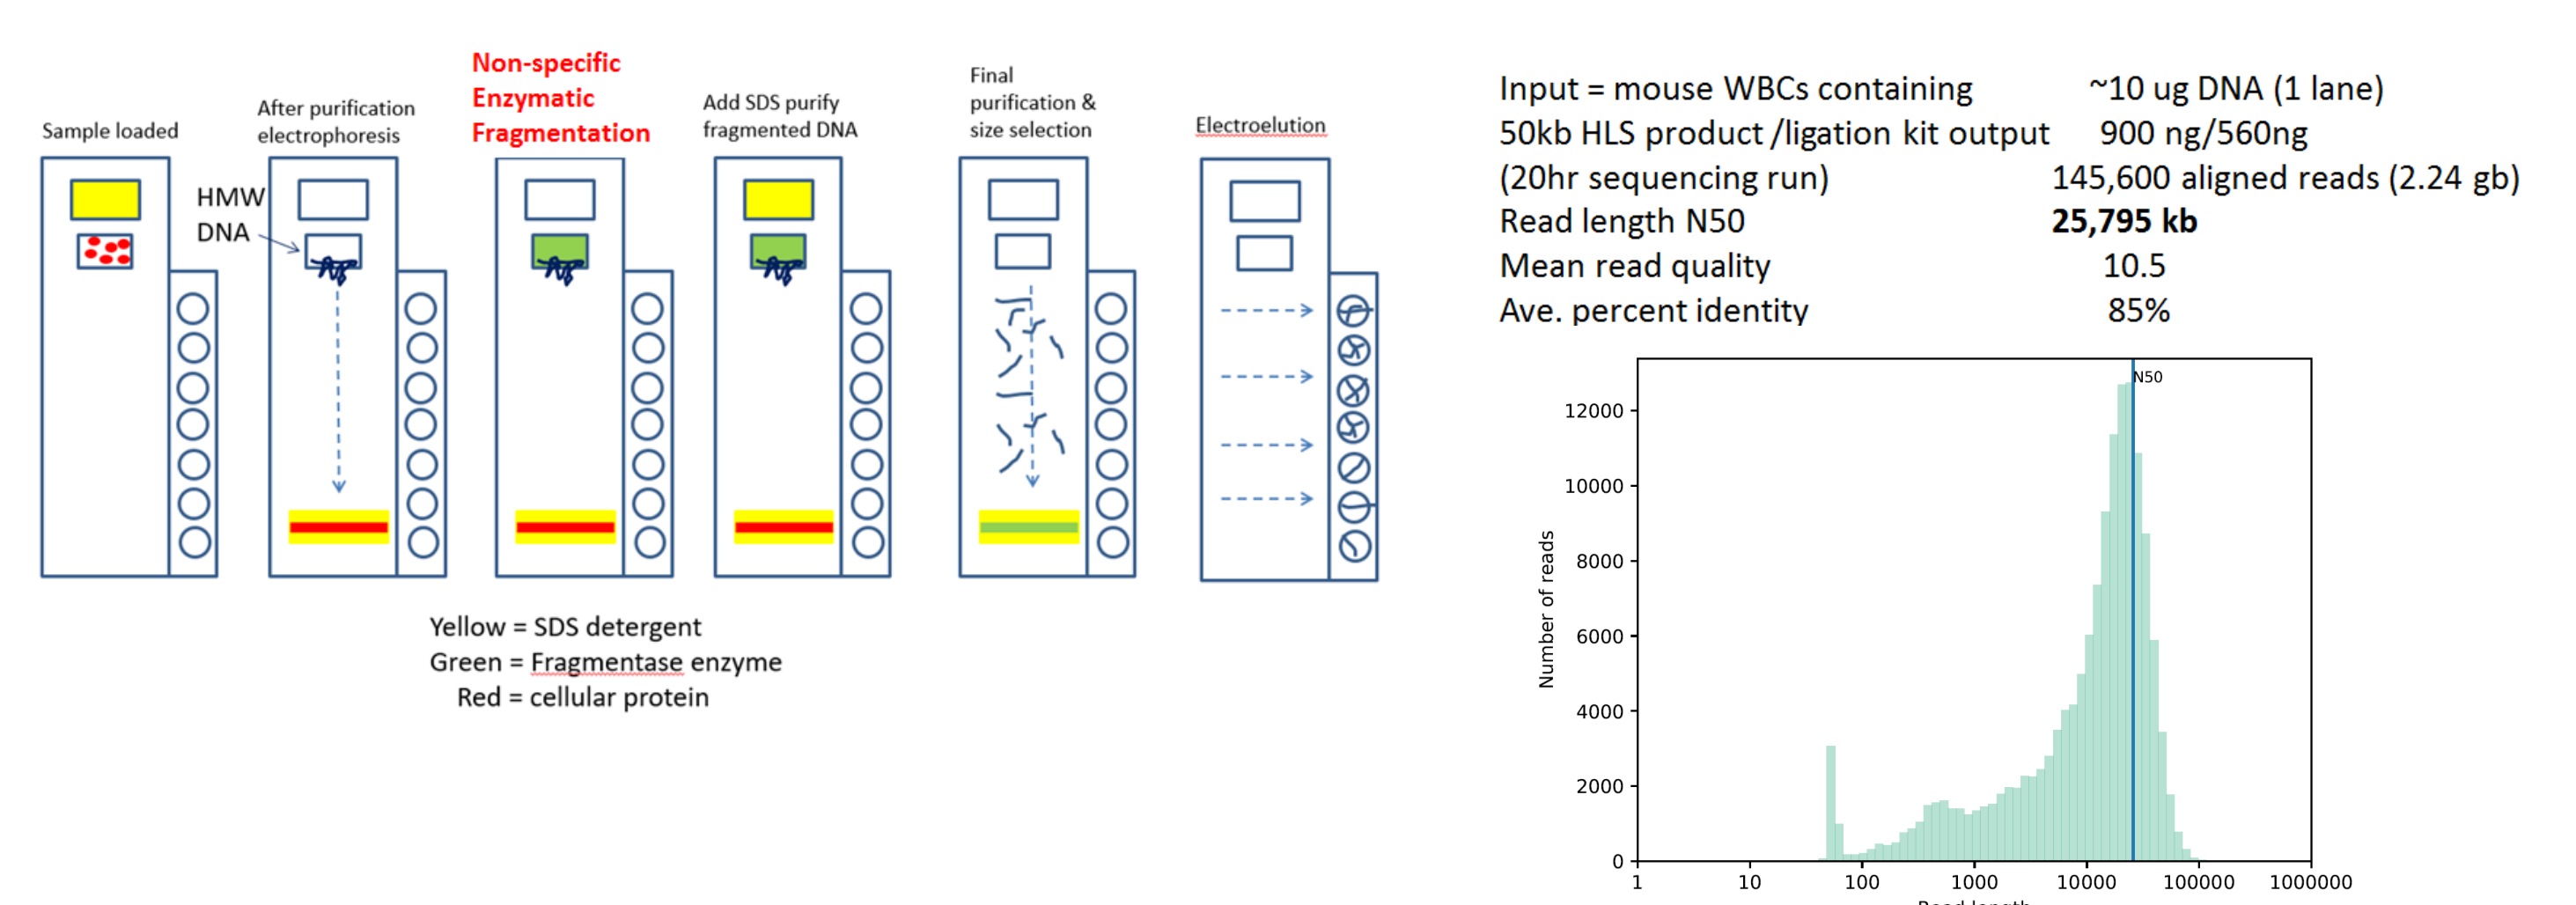 Sample loaded
After purification
electrophoresis
Non-specific
Enzymatic
Fragmentation
Add SDS purify
fragmented DNA
Final
purification &
size selection
Electroelution
HMW
DNA
Yellow = SDS detergent
Green = Fragmentase enzyme
Red = cellular protein
Input = mouse WBCs containing ~10 ug DNA (1 lane)
50kb HLS product /ligation kit output 900 ng/560ng
(20hr sequencing run) 145,600 aligned reads (2.24 gb)
Read length N50 25,795 kb
Mean read quality 10.5
Ave. percent identity 85%
N50
12000
10000
8000
6000
4000
2000
0
Number of reads
1 10 100 1000 10000 100000 1000000
Read length